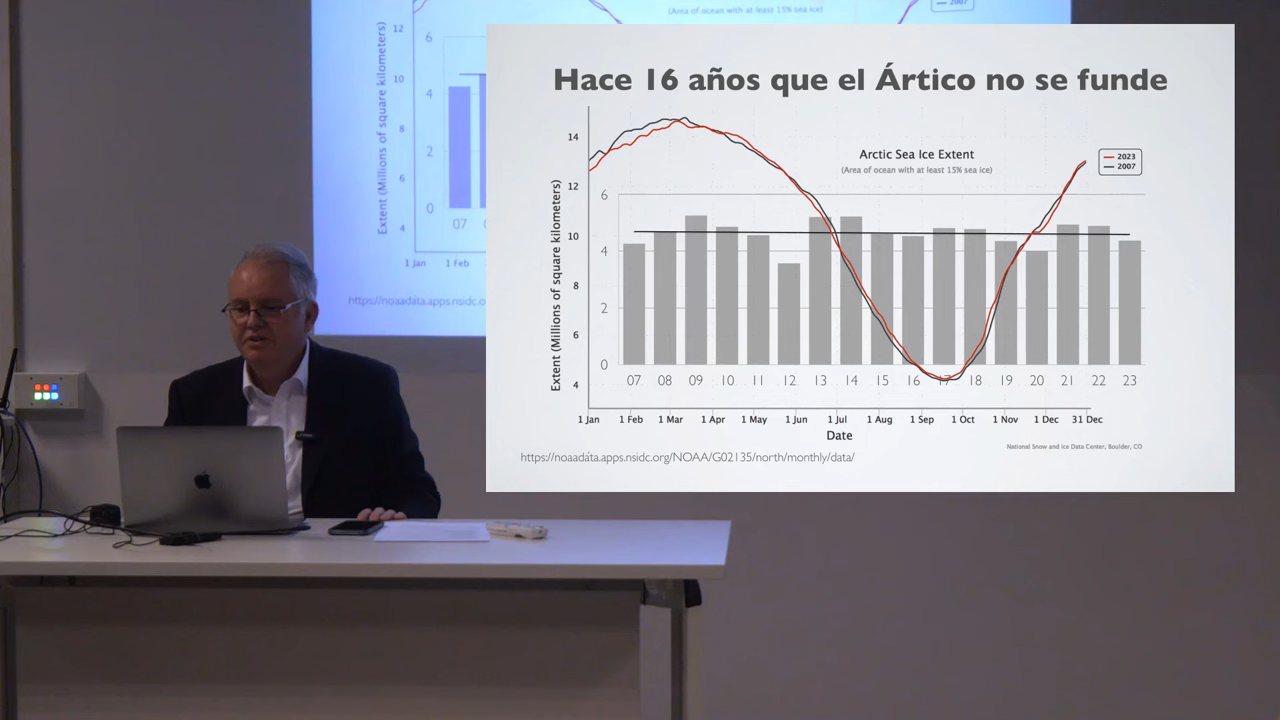 (Area of ocean with at least 15% sea ice)
2007
Extent (Millions of square kilometers)
12
10
8
6
4
6
4
2
0
07
1 Jan
1 Feb
https://noaadata.apps.nsidc.o
Hace 16 años que el Ártico no se funde
Arctic Sea Ice Extent
(Area of ocean with at least 15% sea ice)
2023
2007
Extent (Millions of square kilometers)
14
12
10
8
6
4
6
4
2
0
07 08 09 10 11 12 13 14 15 16 17 18 19 20 21 22 23
1 Jan 1 Feb 1 Mar 1 Apr 1 May 1 Jun 1 Jul 1 Aug 1 Sep 1 Oct 1 Nov 1 Dec 31 Dec
Date
National Snow and Ice Data Center, Boulder, CO
https://noaadata.apps.nsidc.org/NOAA/G02135/north/monthly/data/